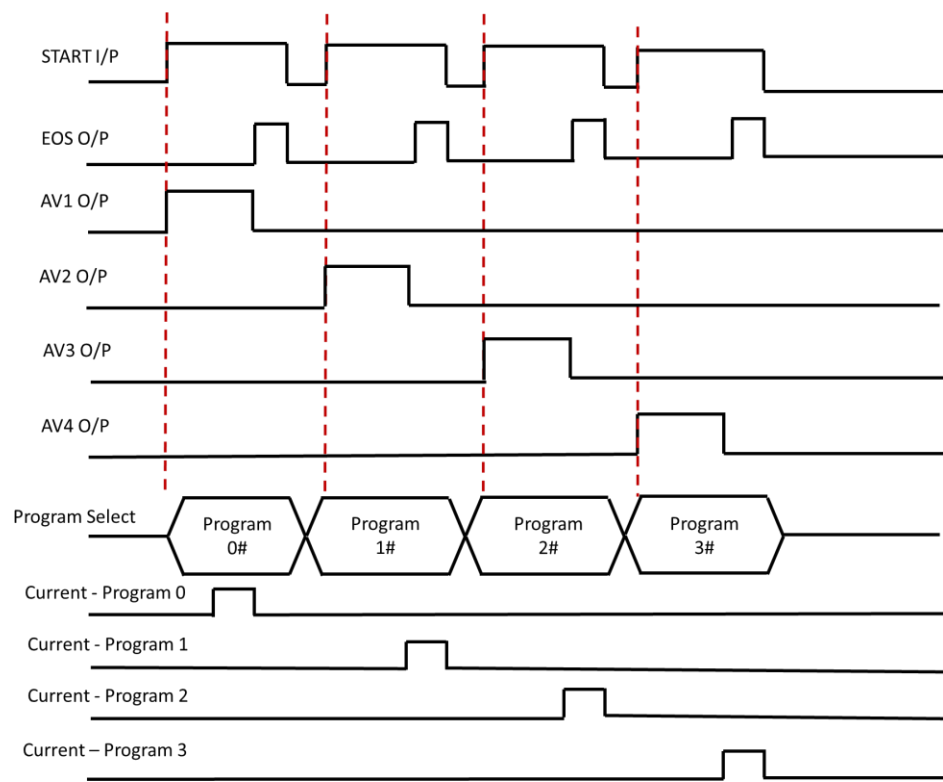 START I/P
EOS O/P
AV1 O/P
AV2 O/P
AV3 O/P
AV4 O/P
Program Select
Program
0#
Program
1#
Program
2#
Program
3#
Current - Program 0
Current - Program 1
Current - Program 2
Current – Program 3